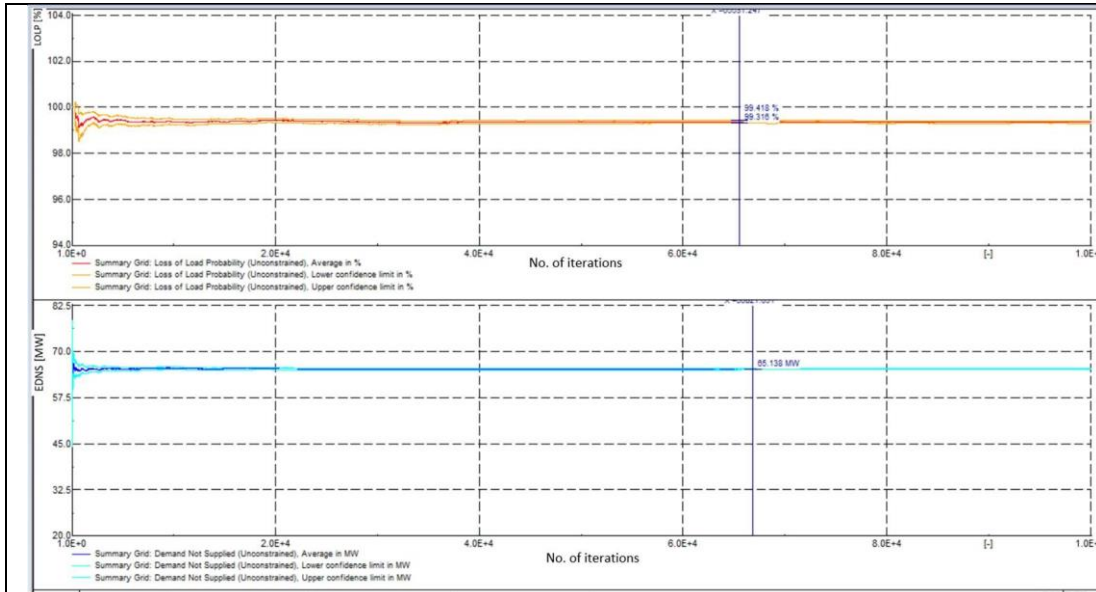 LOLP [%]
104.0
102.0
100.0
98.0
96.0
94.0
99.418 %
99.316 %
1.0E+0 2.0E+4 4.0E+4 6.0E+4 8.0E+4 [-] 1.0E
No. of iterations
Summary Grid: Loss of Load Probability (Unconstrained), Average in %
Summary Grid: Loss of Load Probability (Unconstrained), Lower confidence limit in %
Summary Grid: Loss of Load Probability (Unconstrained), Upper confidence limit in %
EDNS [MW]
82.5
70.0
57.5
45.0
32.5
20.0
65.138 MW
1.0E+0 2.0E+4 4.0E+4 6.0E+4 8.0E+4 [-] 1.0E
No. of iterations
Summary Grid: Demand Not Supplied (Unconstrained), Average in MW
Summary Grid: Demand Not Supplied (Unconstrained), Lower confidence limit in MW
Summary Grid: Demand Not Supplied (Unconstrained), Upper confidence limit in MW